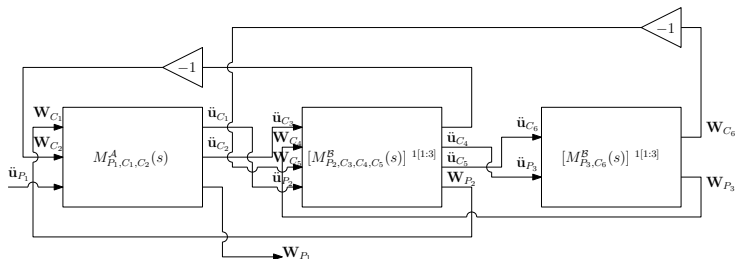 −1
−1
W_{C_1}
ü_{C_1}
ü_{C_3}
ü_{C_6}
W_{C_6}
W_{C_2}
ü_{C_2}
W_{C_4}
ü_{C_4}
M^{𝒜}_{P_1,C_1,C_2}(s)
W_{C_5}
[M^{ℬ}_{P_2,C_3,C_4,C_5}(s)]^{1[1:3]}
ü_{C_5}
[M^{ℬ}_{P_3,C_6}(s)]^{1[1:3]}
ü_{P_1}
ü_{P_2}
W_{P_2}
ü_{P_3}
W_{P_3}
W_{P_1}